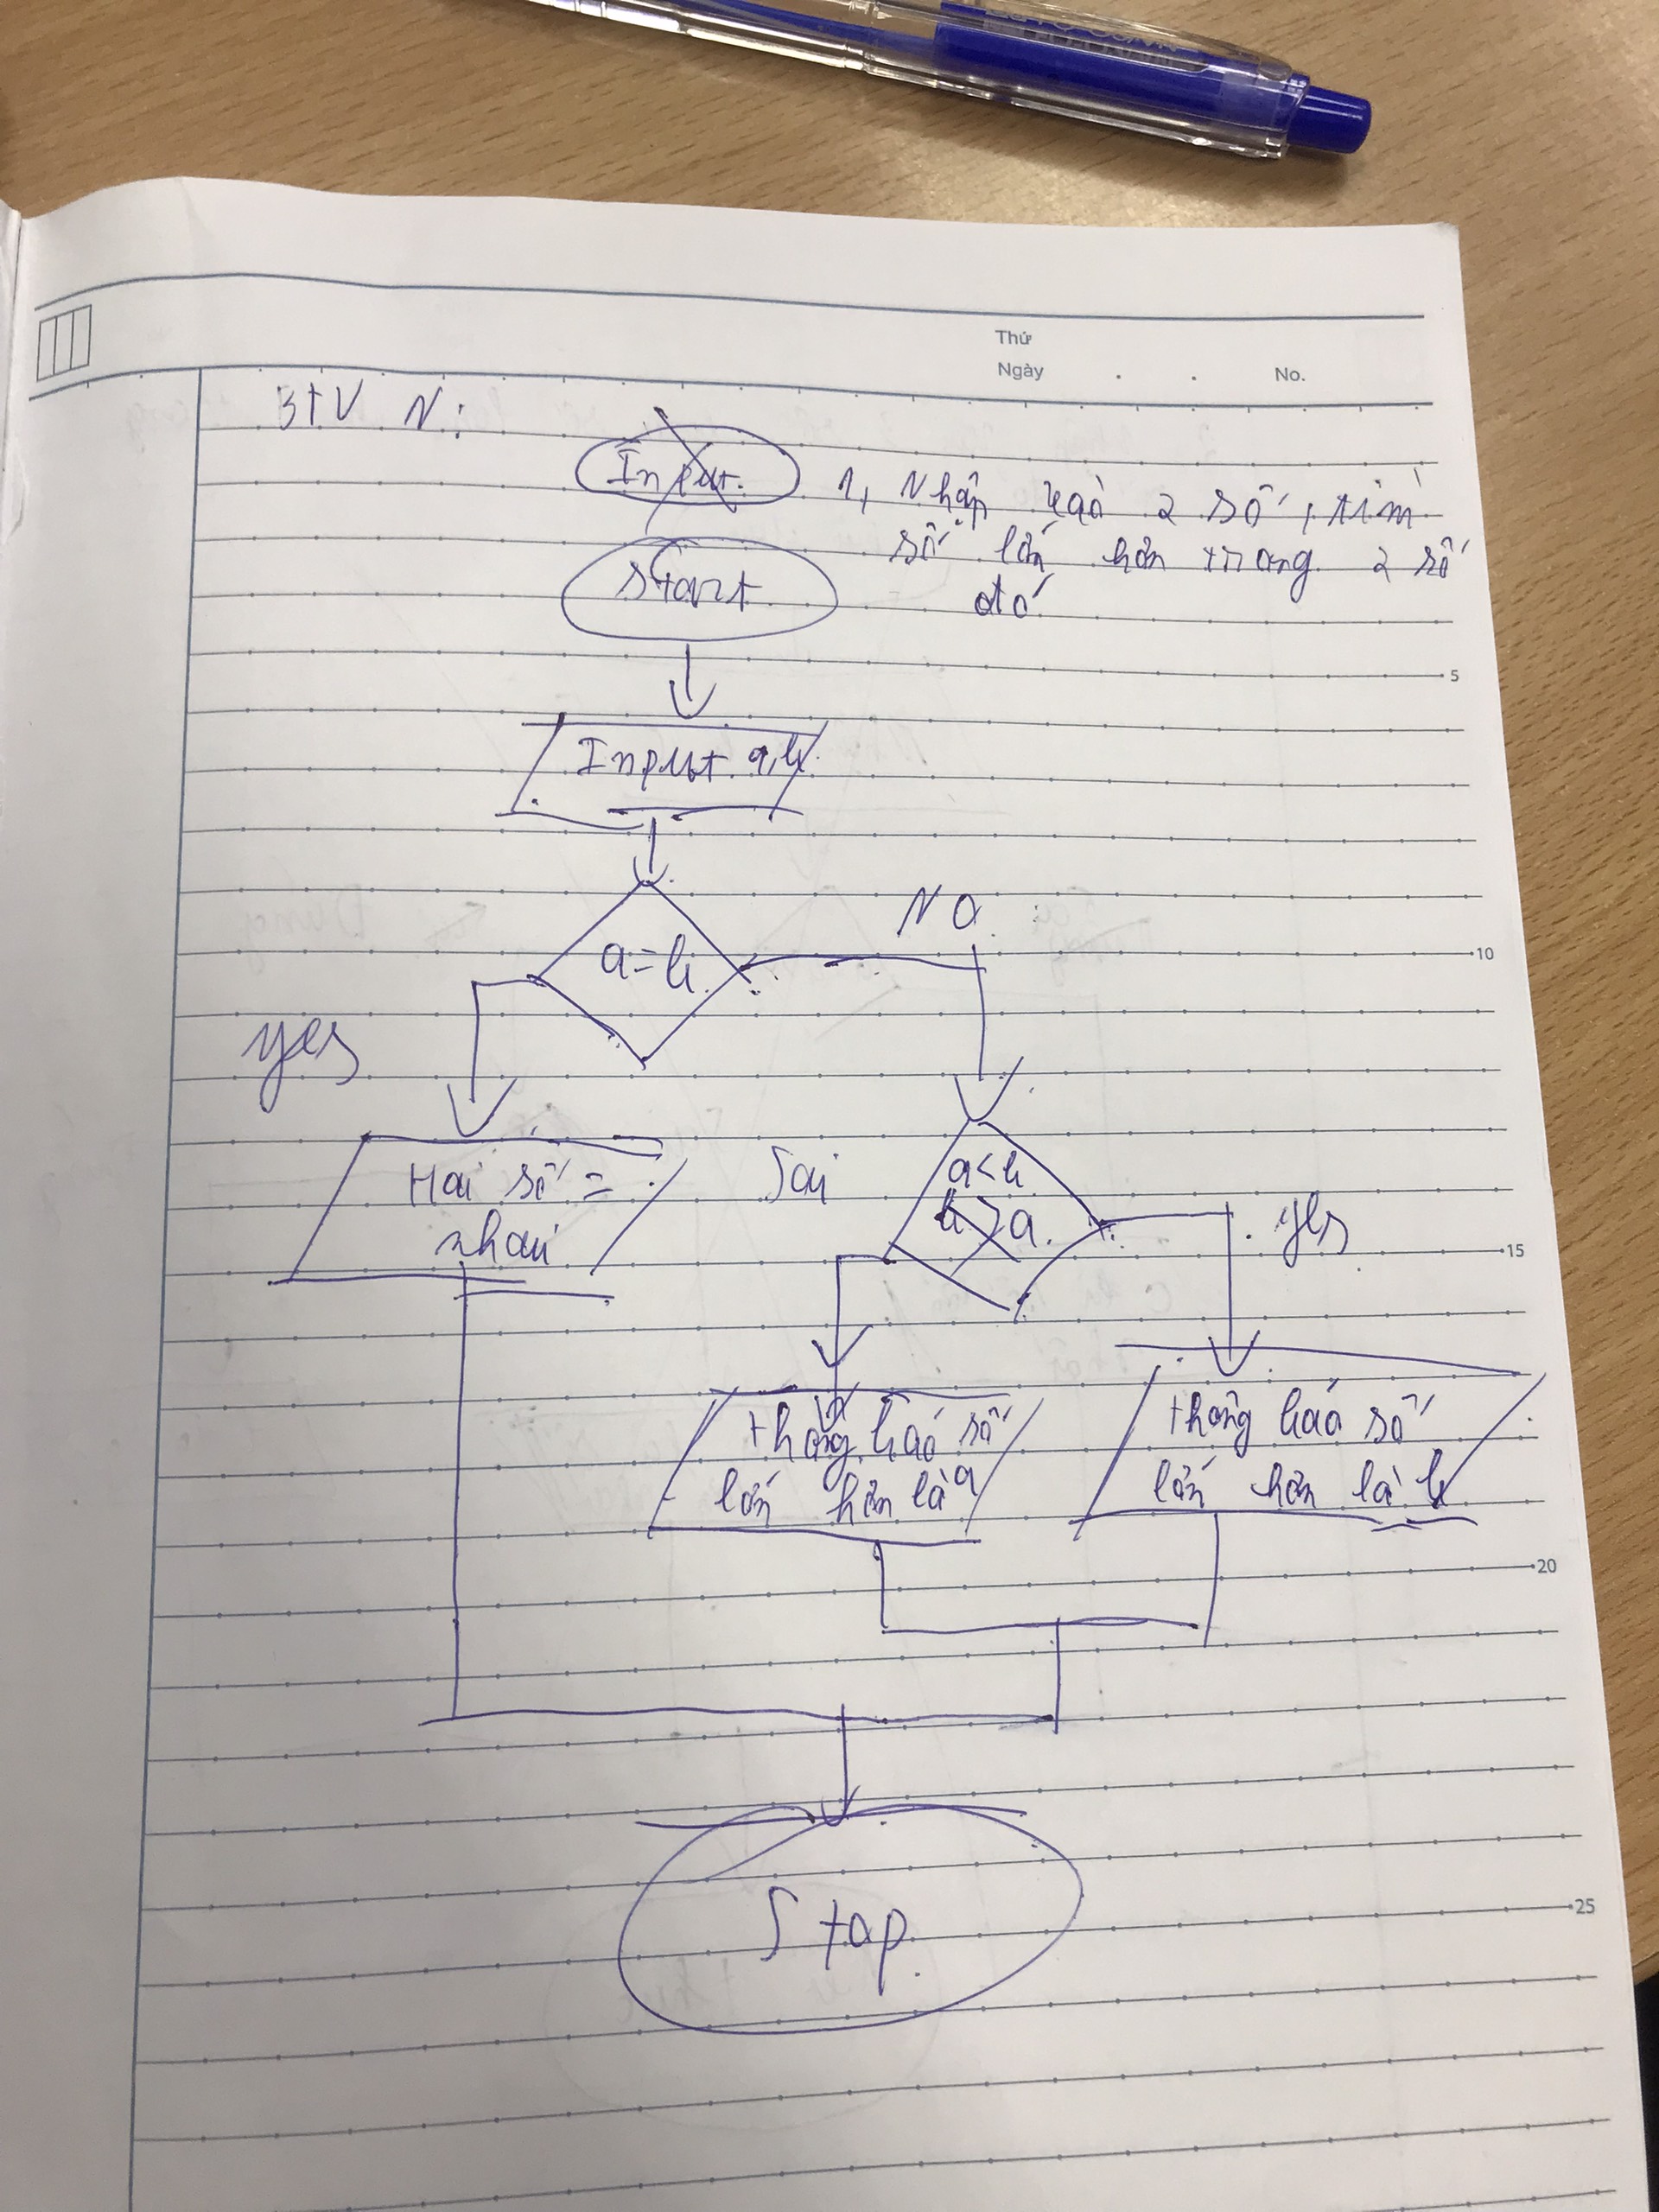 Thứ
Ngày . . No.
BTVN:
Input.
1, Nhập vào 2 số, tìm
số lớn hơn trong 2 số
đó
Start
5
Input a,b
NO
10
a=b
yes
Hai số =
nhau
Sai
a<b
b>a.
yes
15
thông báo số
lớn hơn là a
thông báo số
lớn hơn là b
20
Stop
25